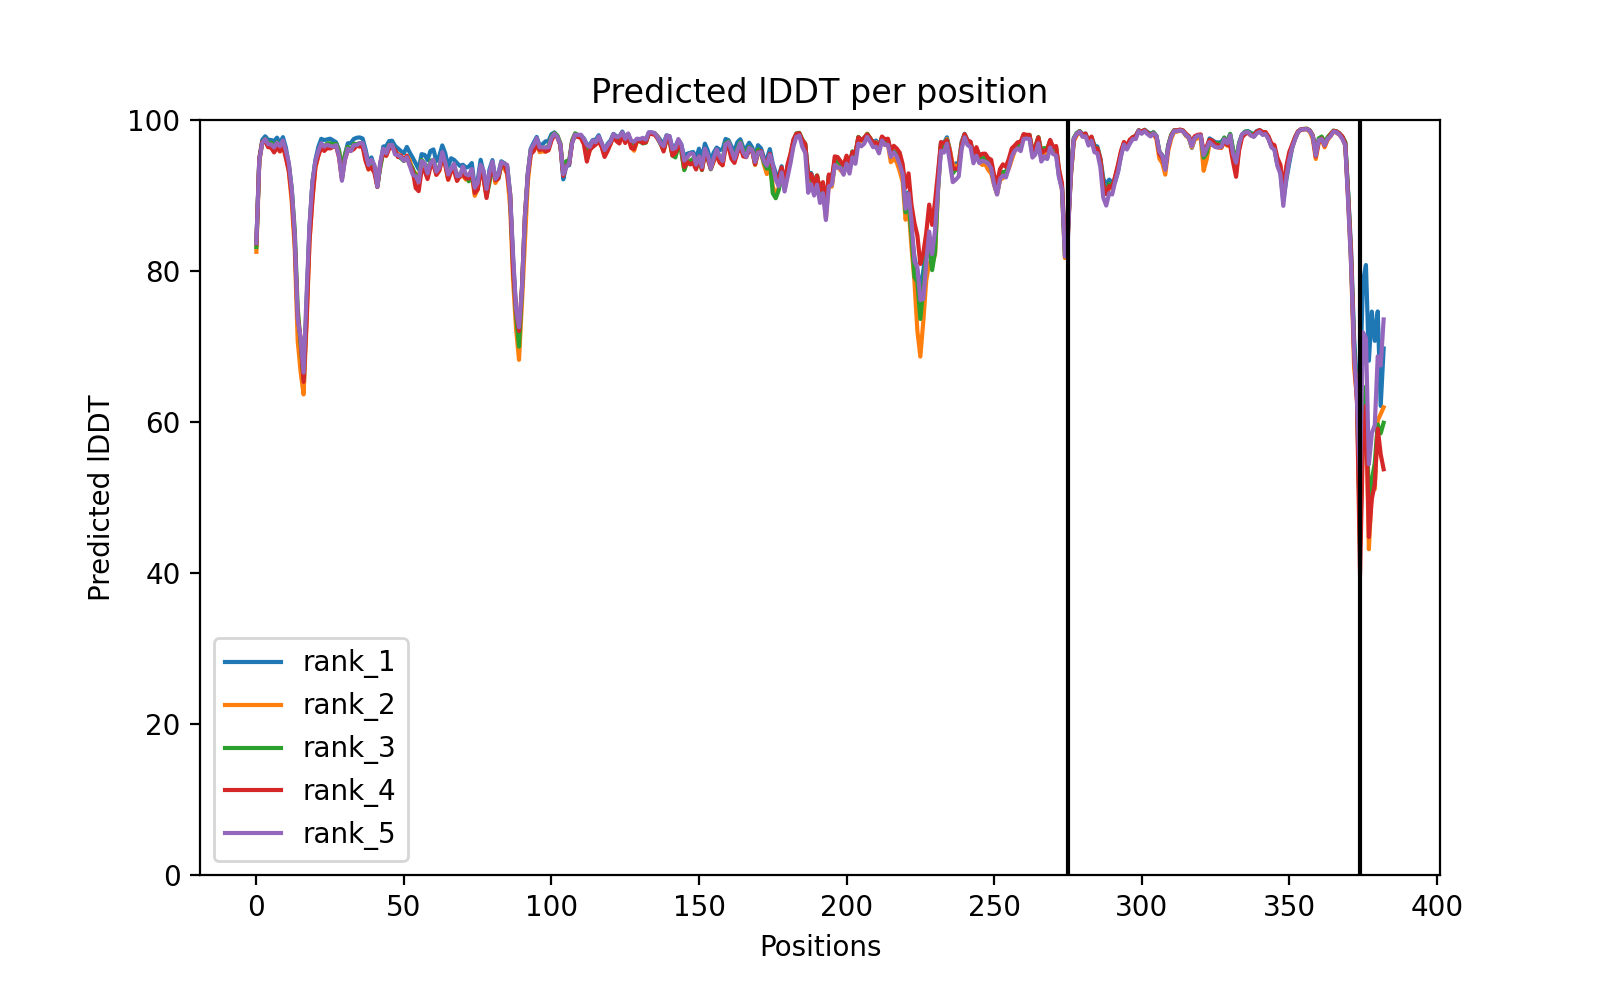 Predicted lDDT per position
100
80
60
40
20
0
Predicted lDDT
rank_1
rank_2
rank_3
rank_4
rank_5
0 50 100 150 200 250 300 350 400
Positions